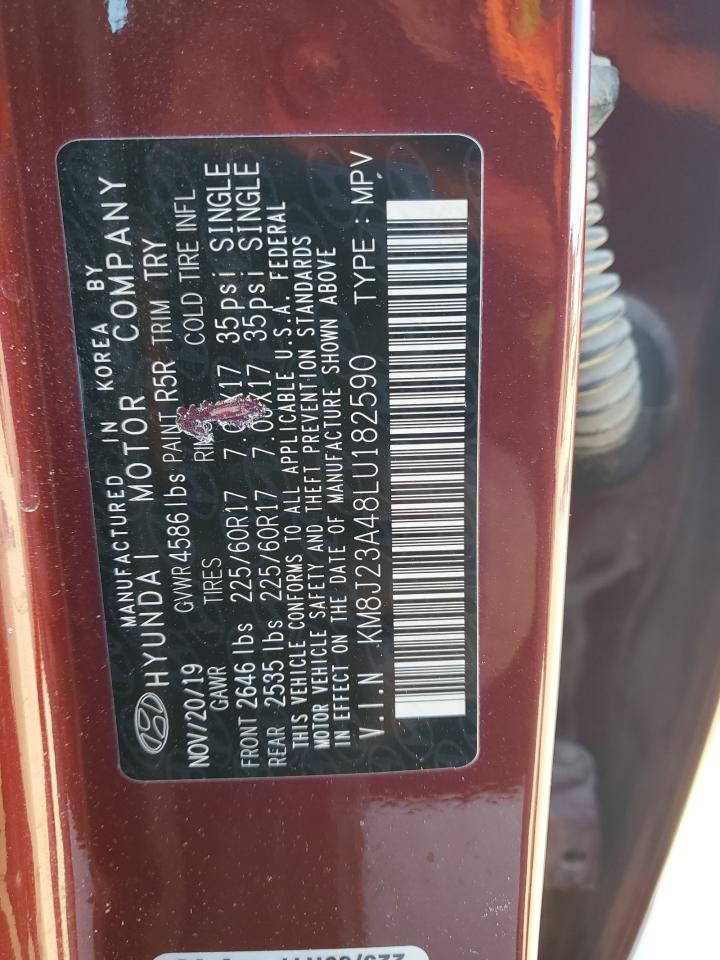 MANUFACTURED IN KOREA BY
HYUNDAI MOTOR COMPANY
NOV/20/19 GVWR 4586 lbs PAINT R5R TRIM TRY
GAWR TIRES COLD TIRE INFL
FRONT 2646 lbs 225/60R17 35psi SINGLE
REAR 2535 lbs 225/60R17 7.00X17 35psi SINGLE
THIS VEHICLE CONFORMS TO ALL APPLICABLE U.S.A. FEDERAL
MOTOR VEHICLE SAFETY AND THEFT PREVENTION STANDARDS
IN EFFECT ON THE DATE OF MANUFACTURE SHOWN ABOVE
V.I.N KM8J23A48LU182590 TYPE : MPV